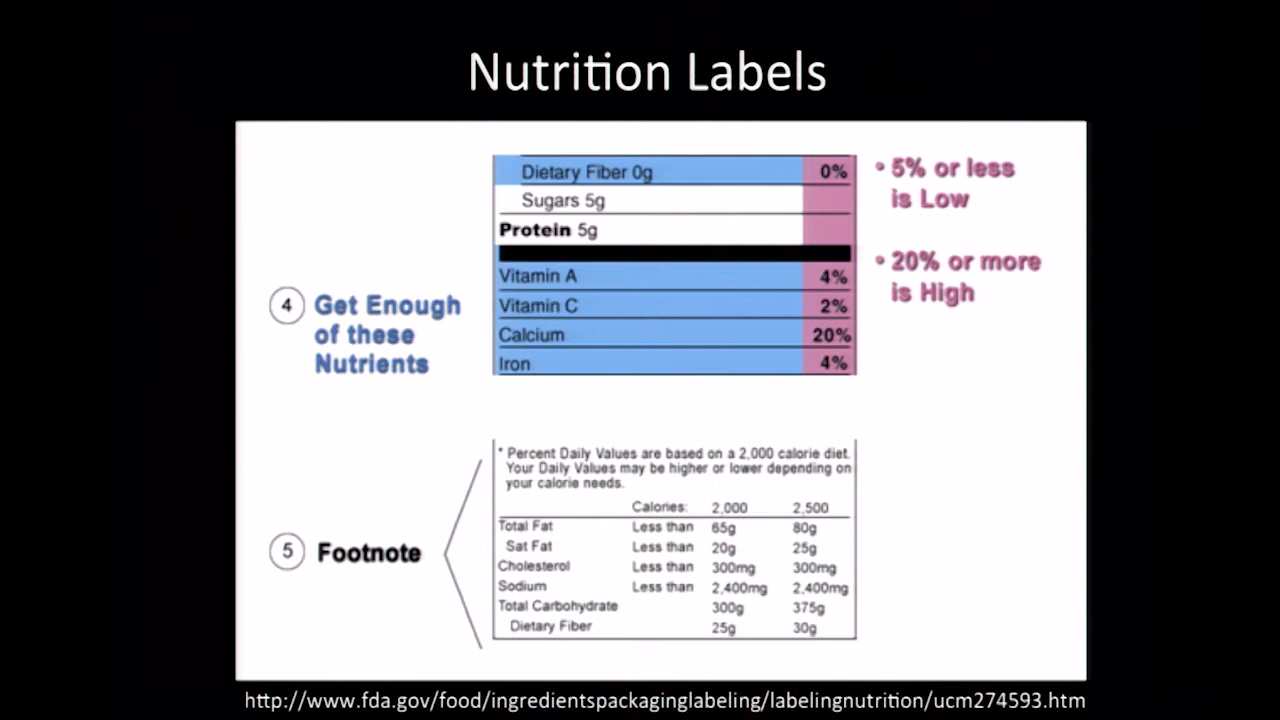 Nutrition Labels
Dietary Fiber 0g 0%
Sugars 5g
Protein 5g
Vitamin A 4%
Vitamin C 2%
Calcium 20%
Iron 4%
• 5% or less
is Low
• 20% or more
is High
4 Get Enough
of these
Nutrients
5 Footnote
* Percent Daily Values are based on a 2,000 calorie diet.
Your Daily Values may be higher or lower depending on
your calorie needs.
Calories: 2,000 2,500
Total Fat Less than 65g 80g
Sat Fat Less than 20g 25g
Cholesterol Less than 300mg 300mg
Sodium Less than 2,400mg 2,400mg
Total Carbohydrate 300g 375g
Dietary Fiber 25g 30g
http://www.fda.gov/food/ingredientspackaginglabeling/labelingnutrition/ucm274593.htm